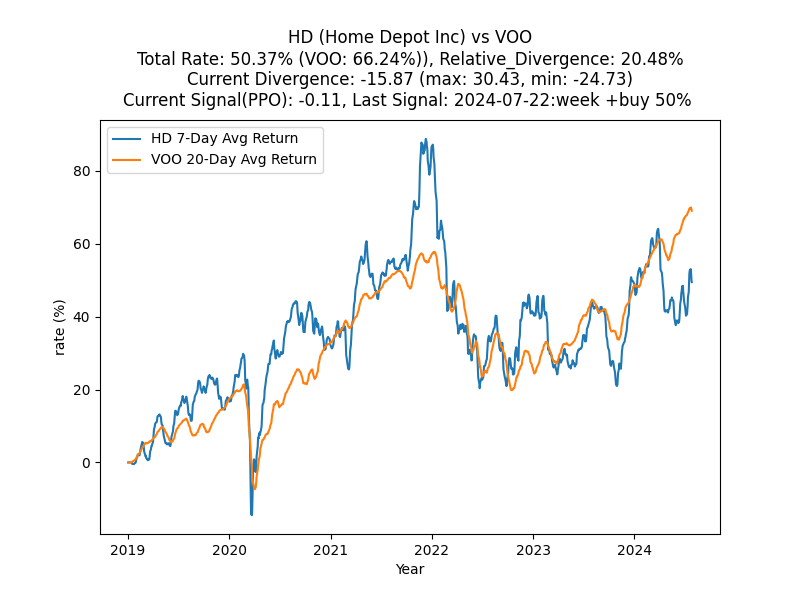 HD (Home Depot Inc) vs VOO
Total Rate: 50.37% (VOO: 66.24%)), Relative_Divergence: 20.48%
Current Divergence: -15.87 (max: 30.43, min: -24.73)
Current Signal(PPO): -0.11, Last Signal: 2024-07-22:week +buy 50%
HD 7-Day Avg Return
VOO 20-Day Avg Return
80
60
40
20
0
rate (%)
2019 2020 2021 2022 2023 2024
Year